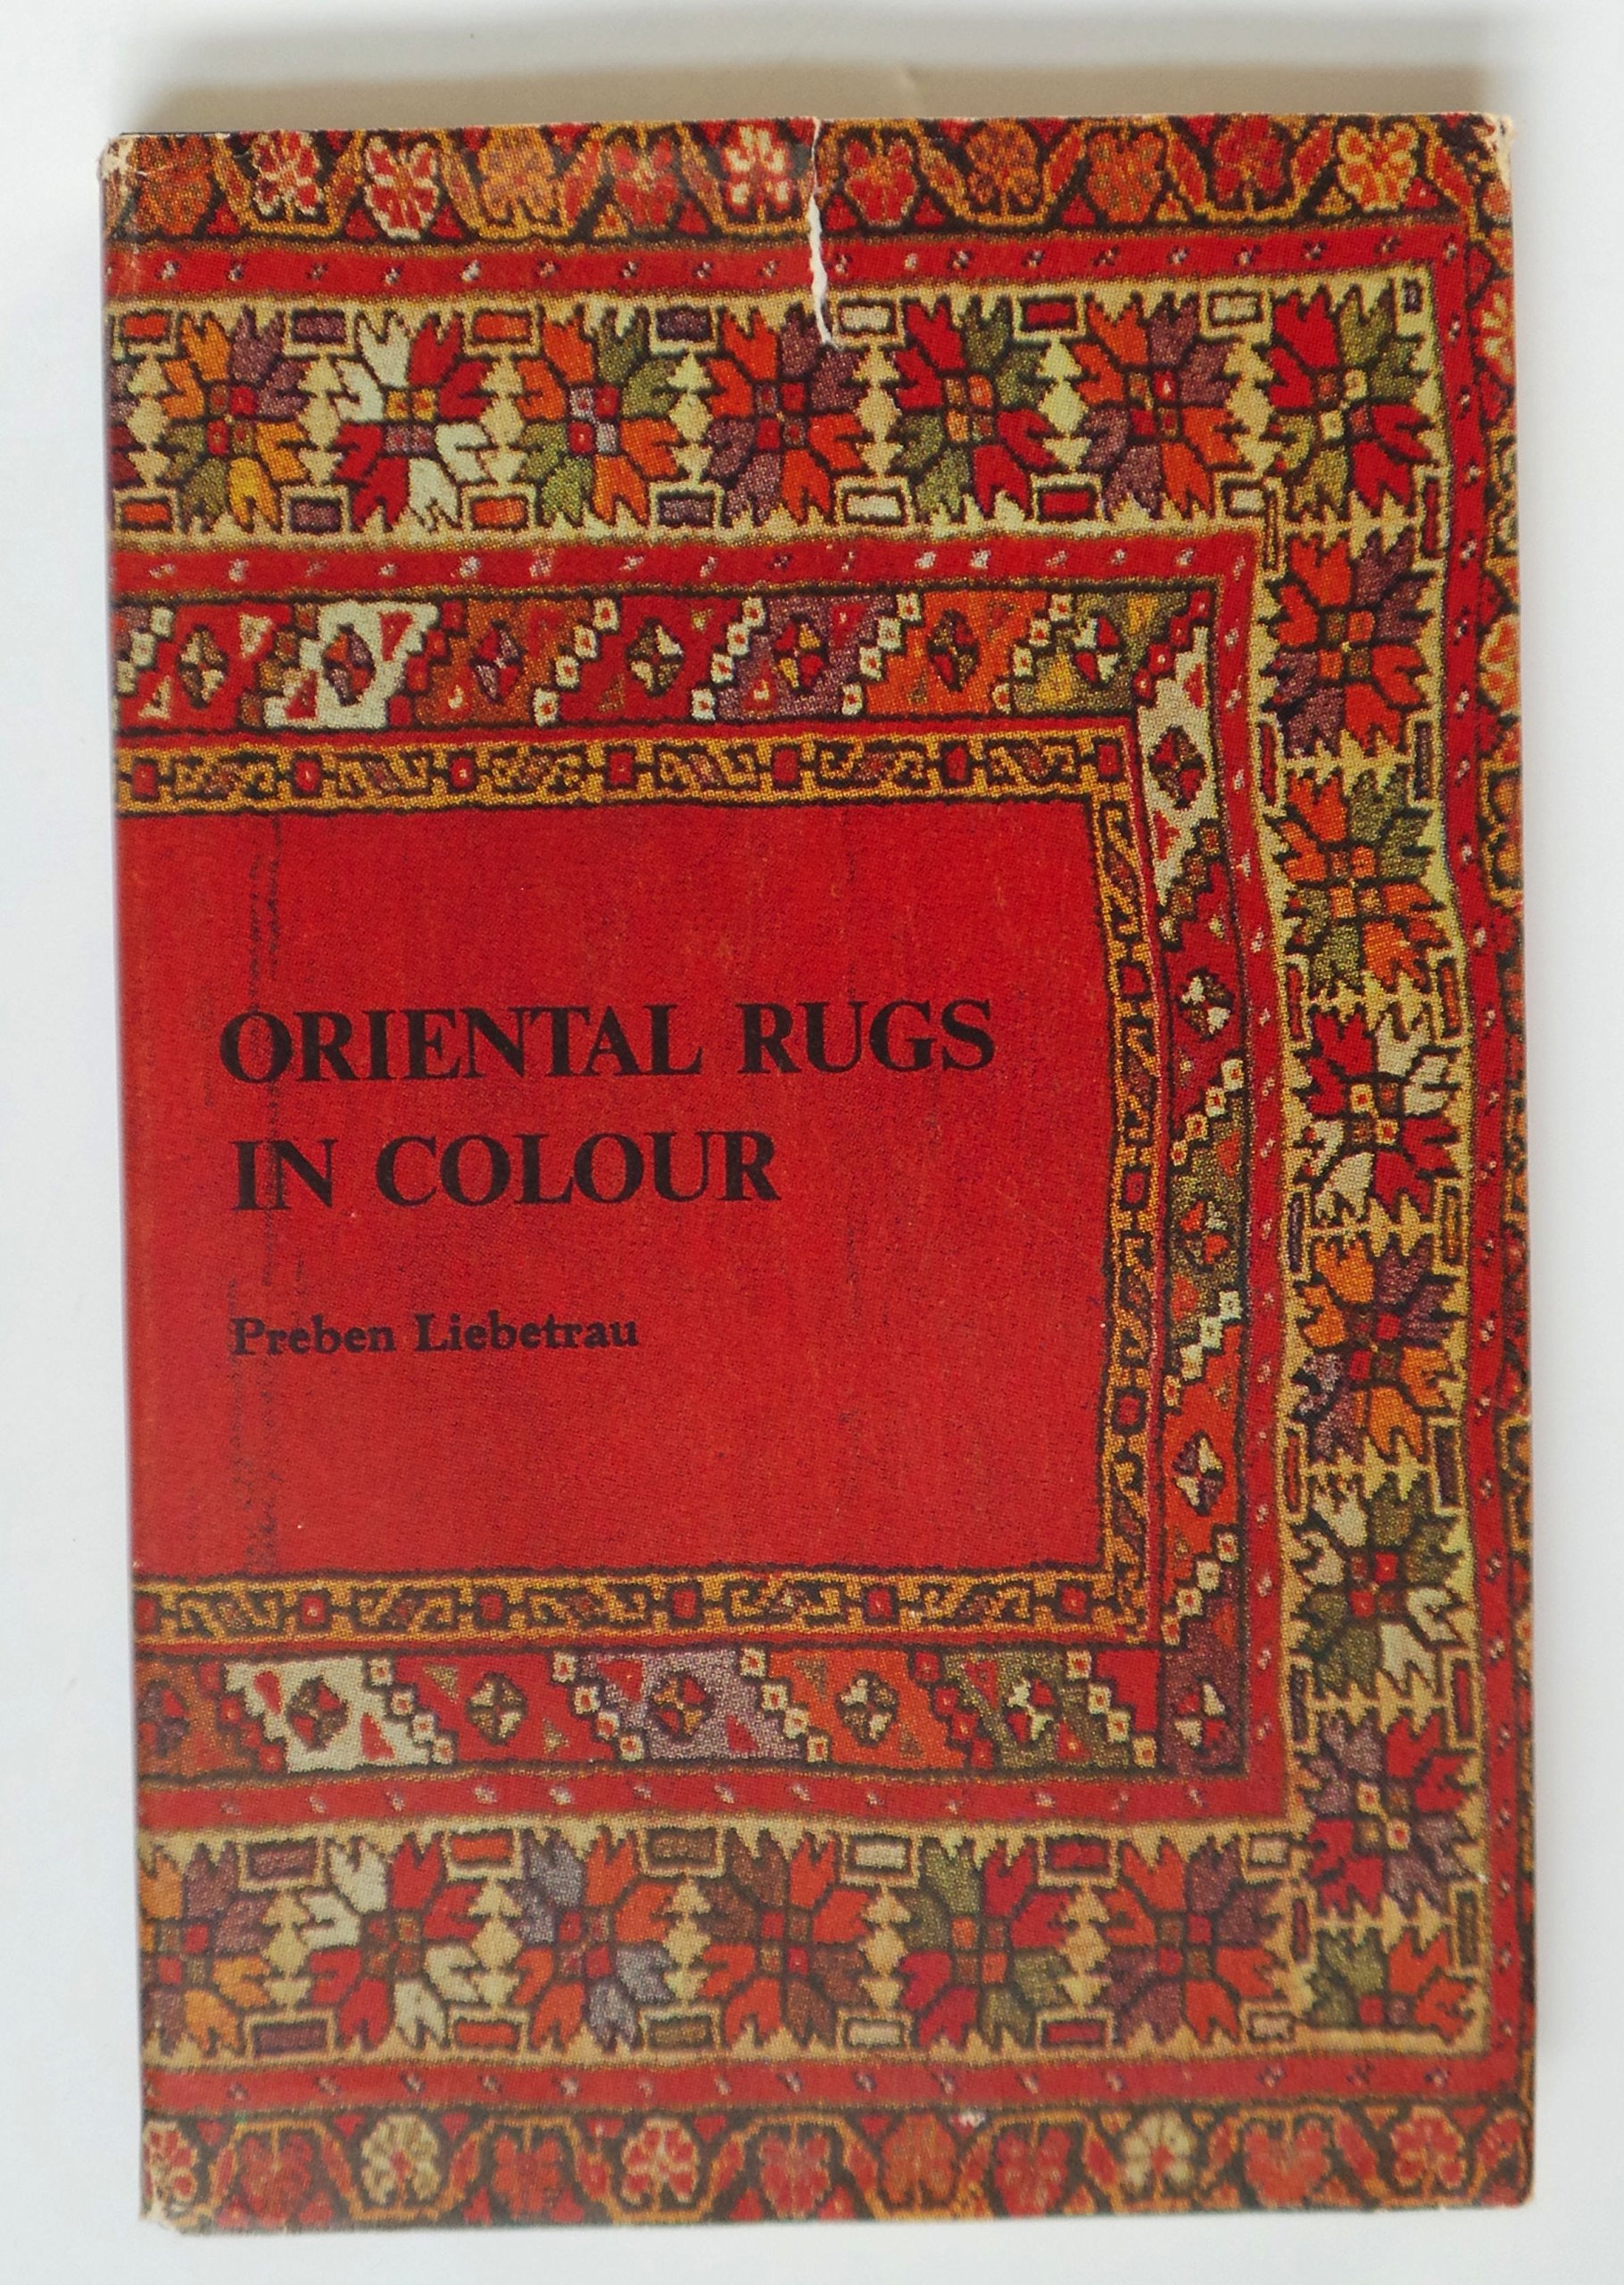 ORIENTAL RUGS
IN COLOUR
Preben Liebetrau